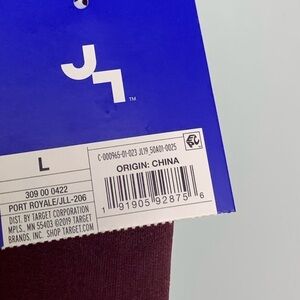 JL
TM
C-000965-01-023 JL19_50A01-0025
ORIGIN: CHINA
L
309 00 0422
PORT ROYALE/JLL-206
DIST. BY TARGET CORPORATION
MPLS., MN 55403 ©2019 TARGET
BRANDS, INC. SHOP TARGET.COM
1 91905 92875 6